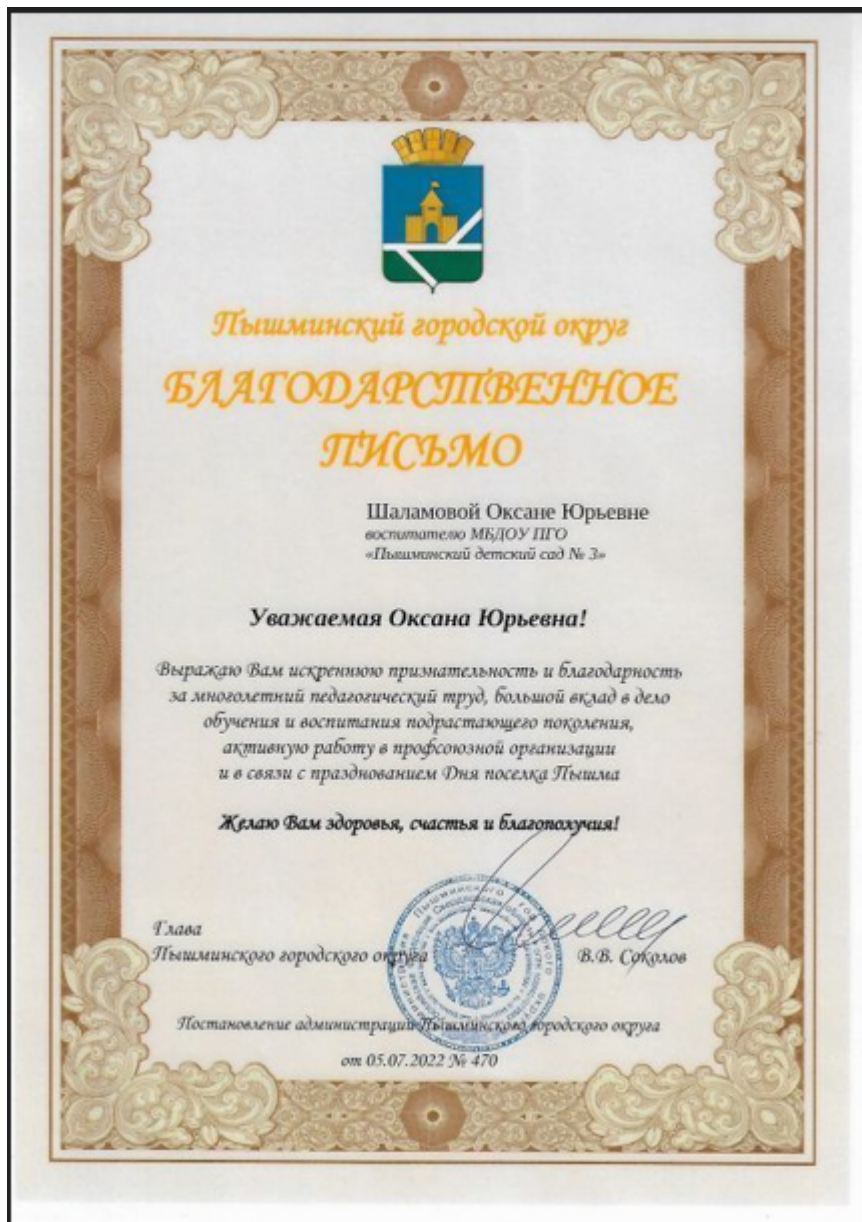 Пышминский городской округ
БЛАГОДАРСТВЕННОЕ
ПИСЬМО
Шаламовой Оксане Юрьевне
воспитателю МБДОУ ПГО
«Пышминский детский сад № 3»
Уважаемая Оксана Юрьевна!
Выражаю Вам искреннюю признательность и благодарность
за многолетний педагогический труд, большой вклад в дело
обучения и воспитания подрастающего поколения,
активную работу в профсоюзной организации
и в связи с празднованием Дня поселка Пышма
Желаю Вам здоровья, счастья и благополучия!
Глава
Пышминского городского округа
В.В. Соколов
Постановление администрации Пышминского городского округа
от 05.07.2022 № 470